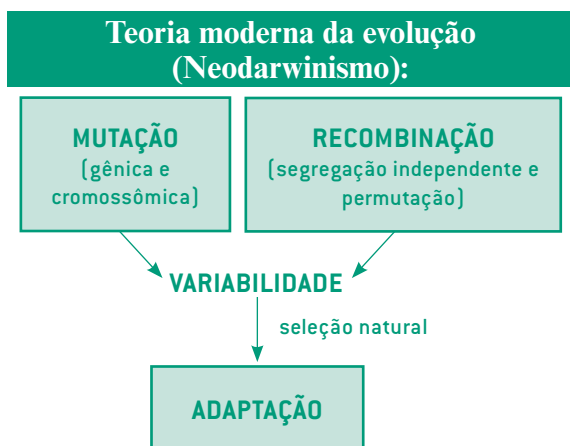 Teoria moderna da evolução
(Neodarwinismo):
MUTAÇÃO
(gênica e
cromossômica)
RECOMBINAÇÃO
(segregação independente e
permutação)
VARIABILIDADE
seleção natural
ADAPTAÇÃO